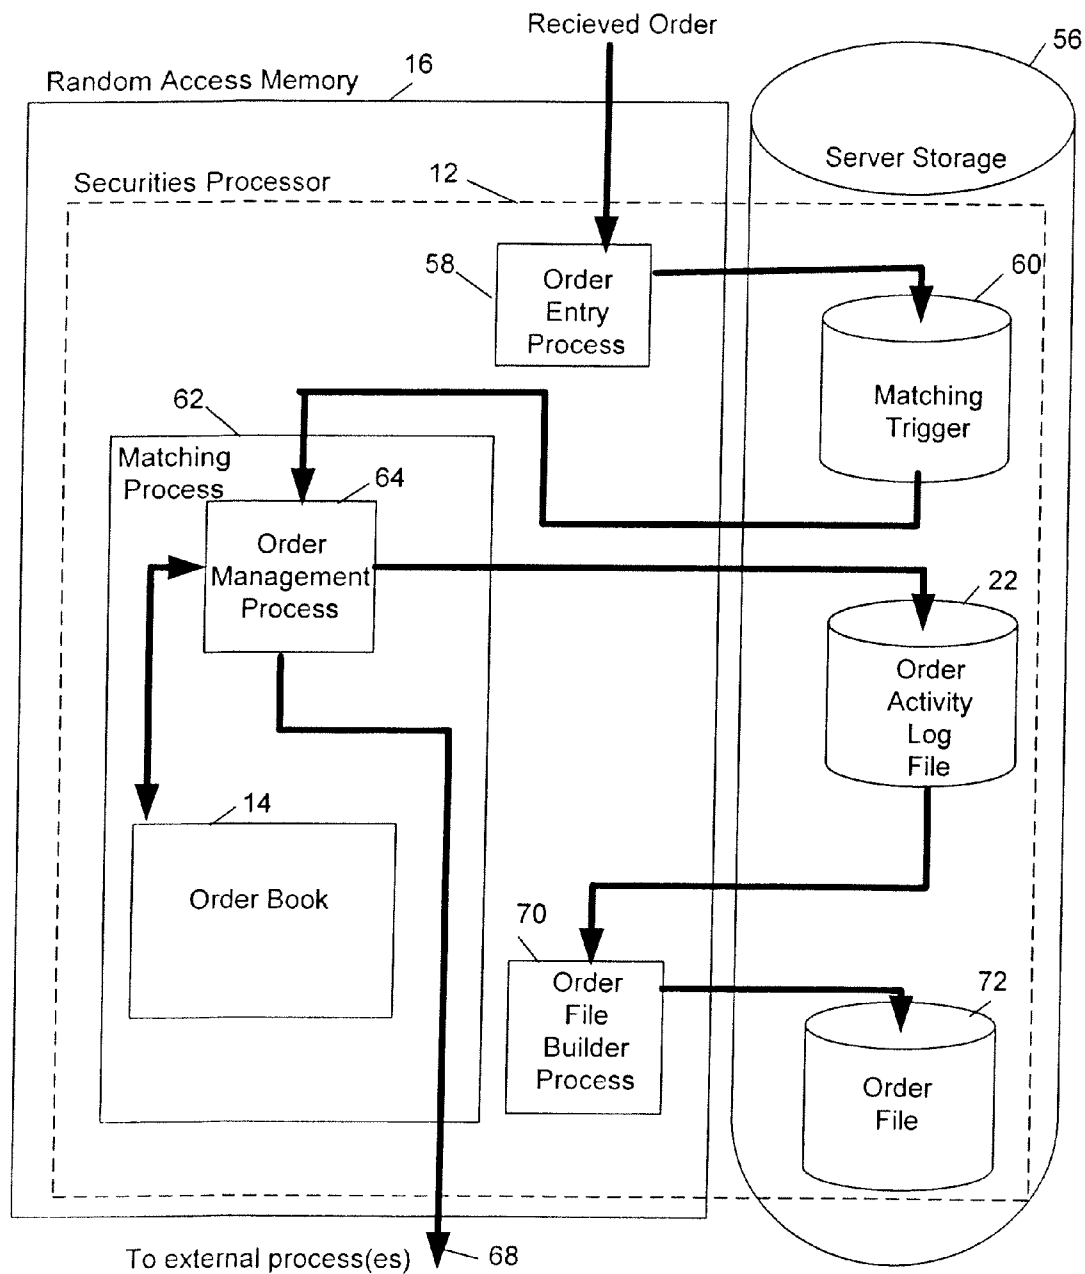 Recieved Order
56
Random Access Memory
16
Server Storage
Securities Processor
12
58
Order
Entry
Process
60
Matching
Trigger
62
Matching
Process
64
Order
Management
Process
22
Order
Activity
Log
File
14
Order Book
70
Order
File
Builder
Process
72
Order
File
To external process(es)
68